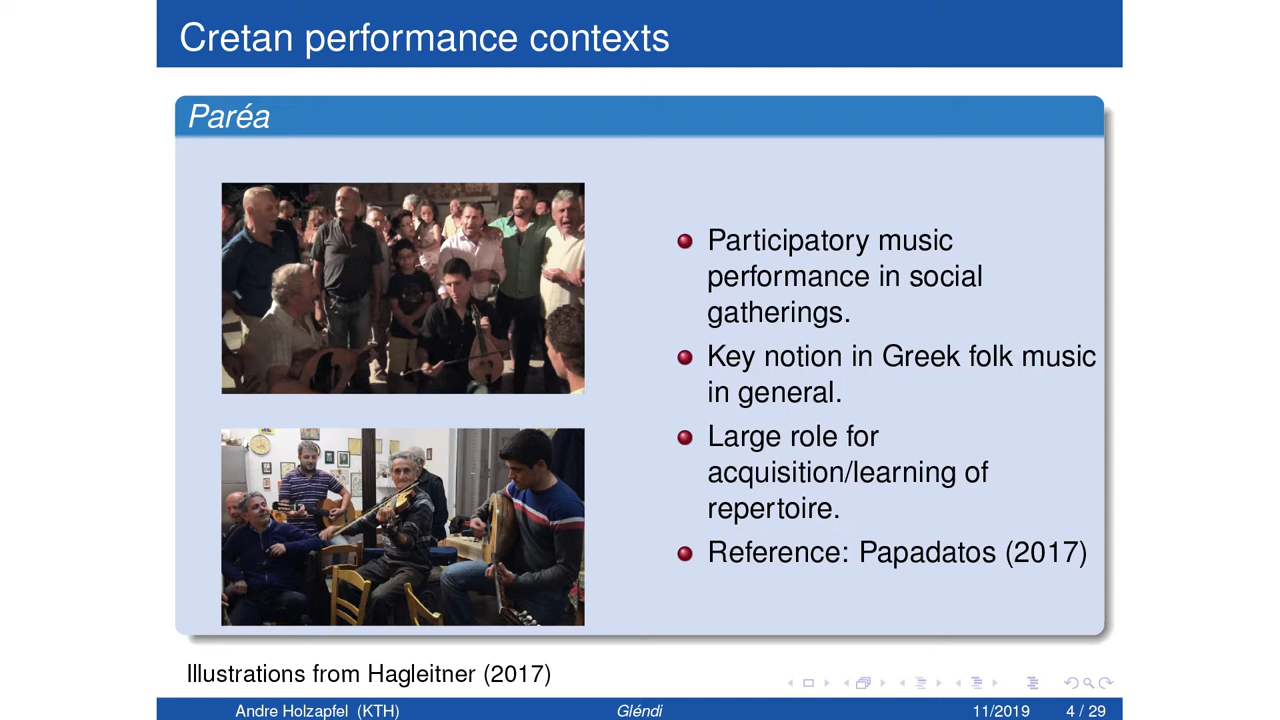 Cretan performance contexts
Paréa
Participatory music
performance in social
gatherings.
Key notion in Greek folk music
in general.
Large role for
acquisition/learning of
repertoire.
Reference: Papadatos (2017)
Illustrations from Hagleitner (2017)
Andre Holzapfel (KTH) Gléndi 11/2019 4 / 29